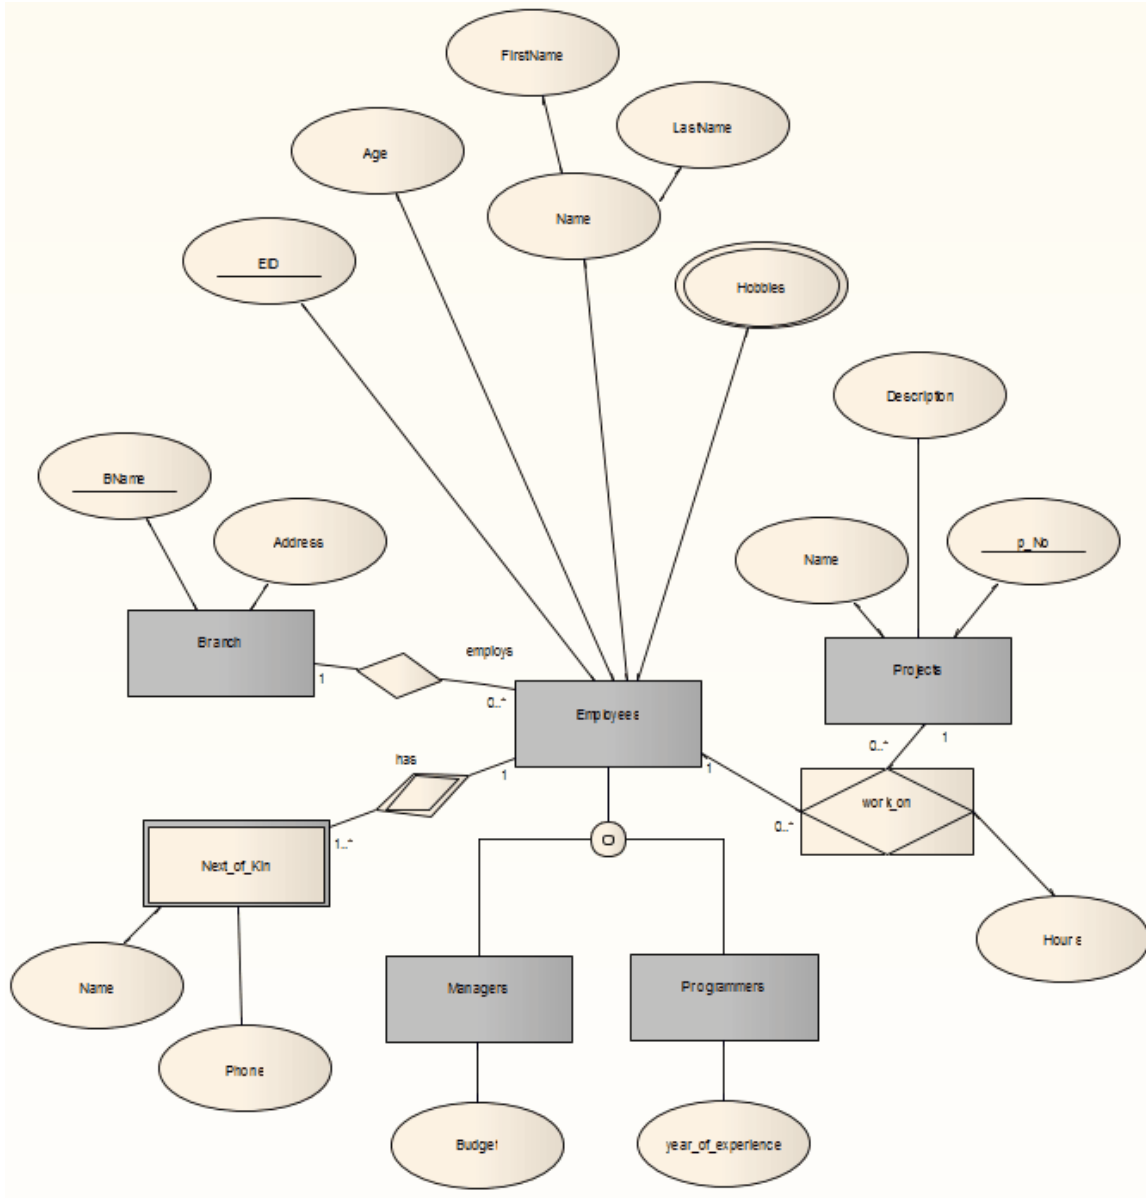 FirstName
LastName
Age
Name
EID
Hobbies
Description
BName
Address
Name
p_No
Branch
employs
Projects
1
0..*
Employees
0..*
1
has
1
1
work_on
0..*
1..*
O
Next_of_Kin
Hours
Name
Managers
Programmers
Phone
Budget
year_of_experience